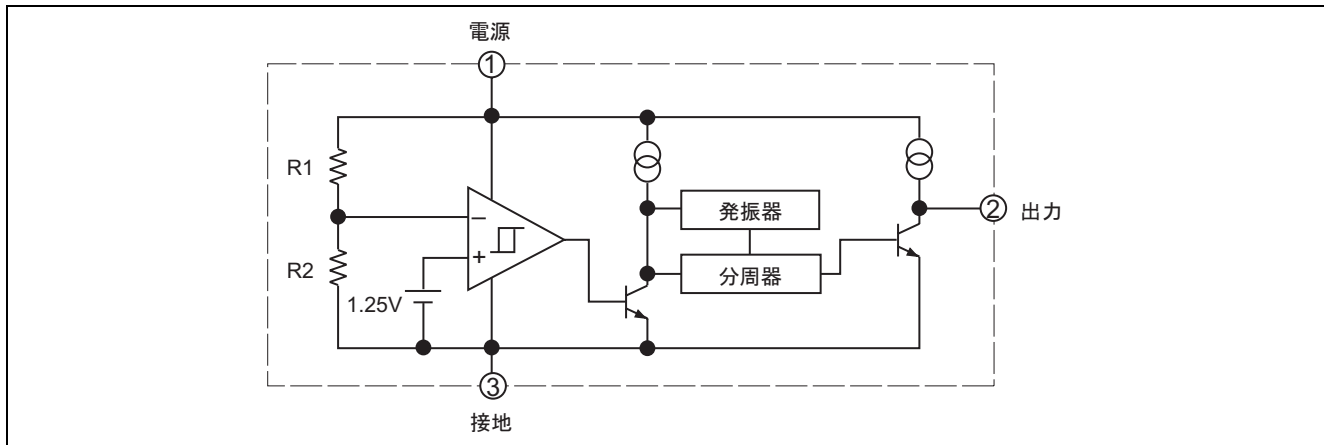 電源
①
R1
発振器
②
出力
−
+
R2
分周器
1.25V
③
接地